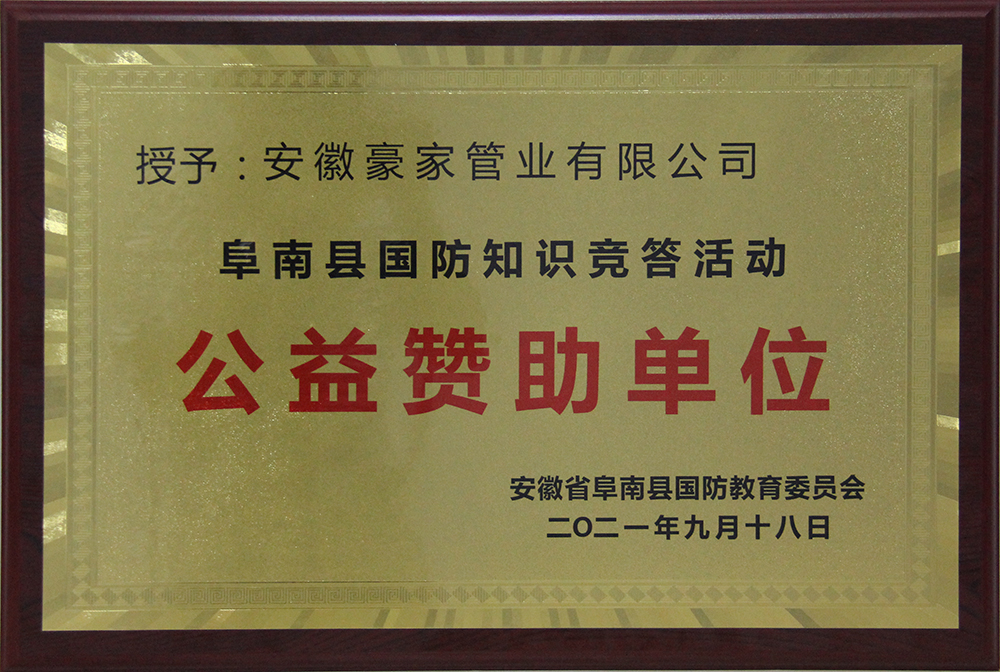 授予：安徽豪家管业有限公司
阜南县国防知识竞答活动
公益赞助单位
安徽省阜南县国防教育委员会
二〇二一年九月十八日